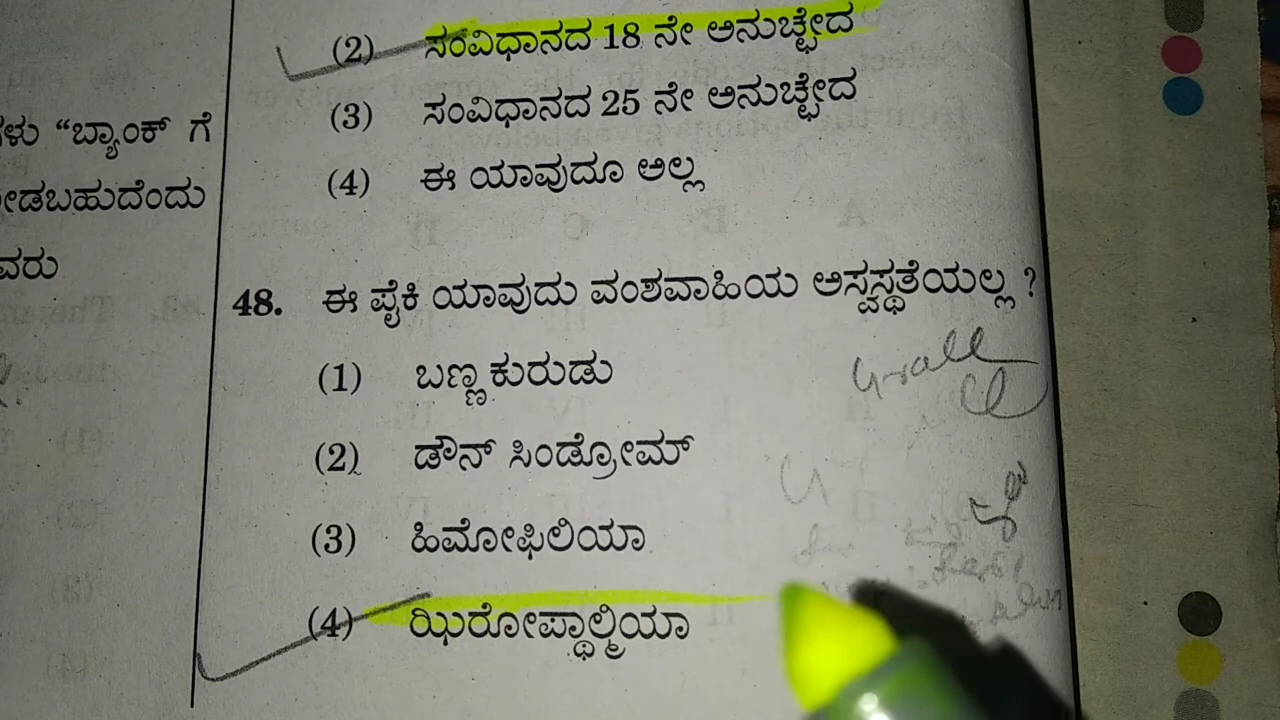 (2) ಸಂವಿಧಾನದ 18 ನೇ ಅನುಚ್ಛೇದ
(3) ಸಂವಿಧಾನದ 25 ನೇ ಅನುಚ್ಛೇದ
(4) ಈ ಯಾವುದೂ ಅಲ್ಲ
ಳು “ಬ್ಯಾಂಕ್ ಗೆ
ೀಡಬಹುದೆಂದು
ವರು
48. ಈ ಪೈಕಿ ಯಾವುದು ವಂಶವಾಹಿಯ ಅಸ್ವಸ್ಥತೆಯಲ್ಲ ?
(1) ಬಣ್ಣ ಕುರುಡು
(2) ಡೌನ್ ಸಿಂಡ್ರೋಮ್
(3) ಹಿಮೋಫಿಲಿಯಾ
(4) ಝಿರೋಪ್ಥಾಲ್ಮಿಯಾ